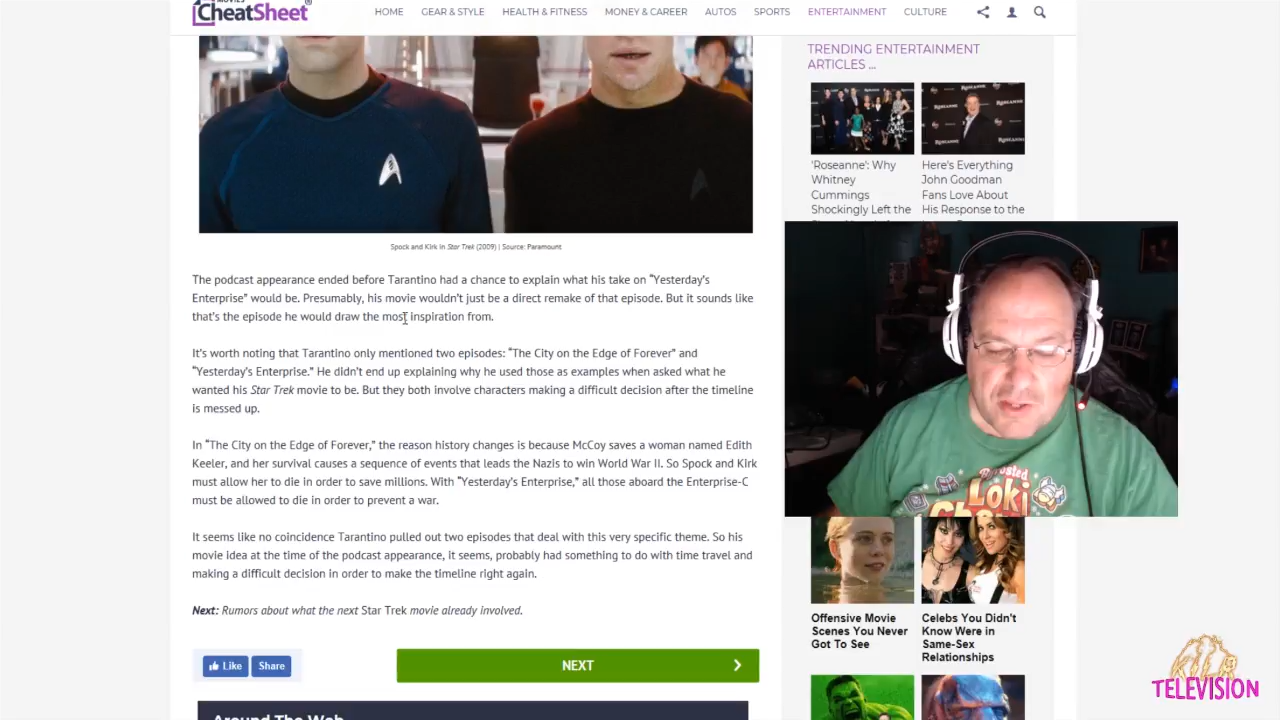 CheatSheet
HOME GEAR & STYLE HEALTH & FITNESS MONEY & CAREER AUTOS SPORTS ENTERTAINMENT CULTURE
TRENDING ENTERTAINMENT
ARTICLES ...
'Roseanne': Why
Whitney
Cummings
Shockingly Left the
Here's Everything
John Goodman
Fans Love About
His Response to the
Spock and Kirk in Star Trek (2009) | Source: Paramount
The podcast appearance ended before Tarantino had a chance to explain what his take on “Yesterday’s
Enterprise” would be. Presumably, his movie wouldn’t just be a direct remake of that episode. But it sounds like
that’s the episode he would draw the most inspiration from.
It’s worth noting that Tarantino only mentioned two episodes: “The City on the Edge of Forever” and
“Yesterday’s Enterprise.” He didn’t end up explaining why he used those as examples when asked what he
wanted his Star Trek movie to be. But they both involve characters making a difficult decision after the timeline
is messed up.
In “The City on the Edge of Forever,” the reason history changes is because McCoy saves a woman named Edith
Keeler, and her survival causes a sequence of events that leads the Nazis to win World War II. So Spock and Kirk
must allow her to die in order to save millions. With “Yesterday’s Enterprise,” all those aboard the Enterprise-C
must be allowed to die in order to prevent a war.
It seems like no coincidence Tarantino pulled out two episodes that deal with this very specific theme. So his
movie idea at the time of the podcast appearance, it seems, probably had something to do with time travel and
making a difficult decision in order to make the timeline right again.
Next: Rumors about what the next Star Trek movie already involved.
Like Share
NEXT
Around The Web
Frosted
Loki
Charms
Offensive Movie
Scenes You Never
Got To See
Celebs You Didn't
Know Were in
Same-Sex
Relationships
TELEVISION